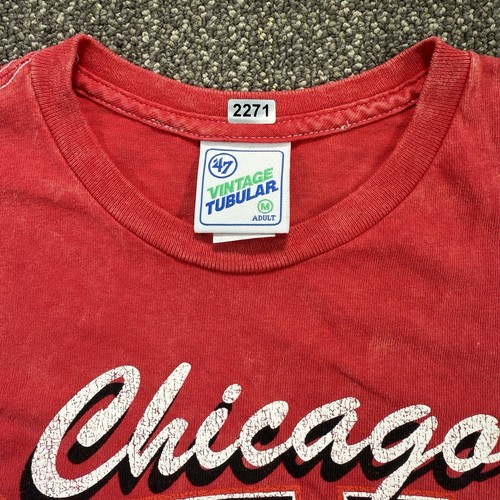 2271
47
VINTAGE
TUBULAR
M
ADULT
Chicago